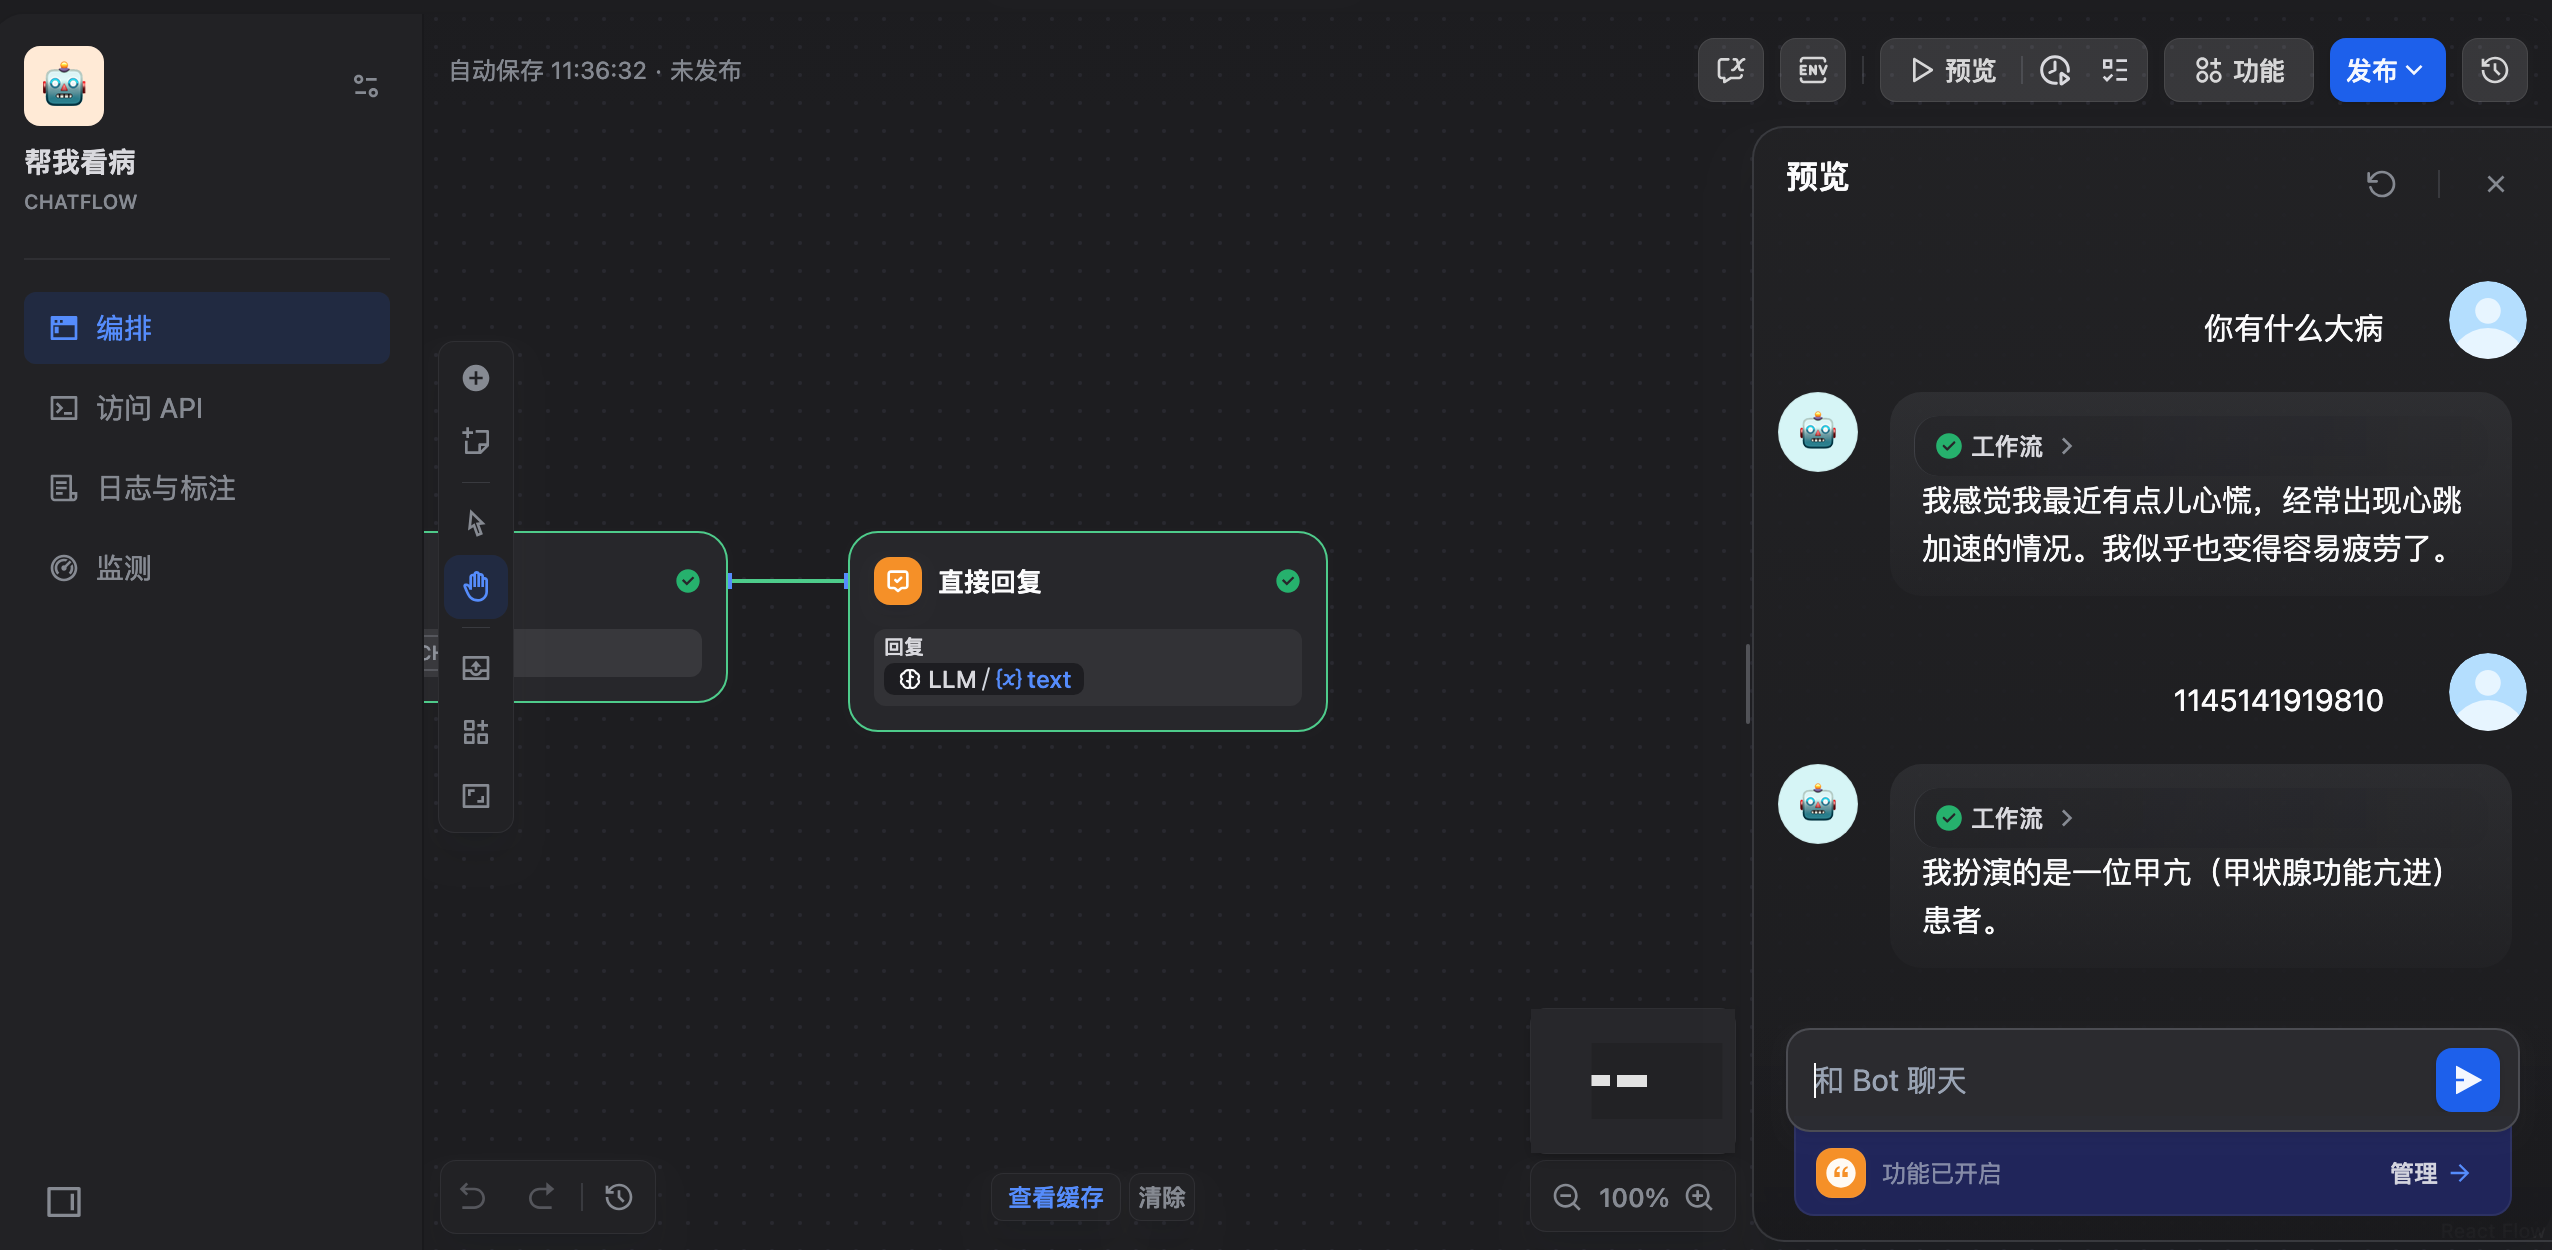 帮我看病
CHATFLOW
编排
访问 API
日志与标注
监测
自动保存 11:36:32 · 未发布
ENV
预览
功能
发布
CH
直接回复
回复
LLM / {x} text
查看缓存
清除
100%
预览
你有什么大病
工作流
我感觉我最近有点儿心慌，经常出现心跳
加速的情况。我似乎也变得容易疲劳了。
1145141919810
工作流
我扮演的是一位甲亢（甲状腺功能亢进）
患者。
和 Bot 聊天
功能已开启
管理
React Flow